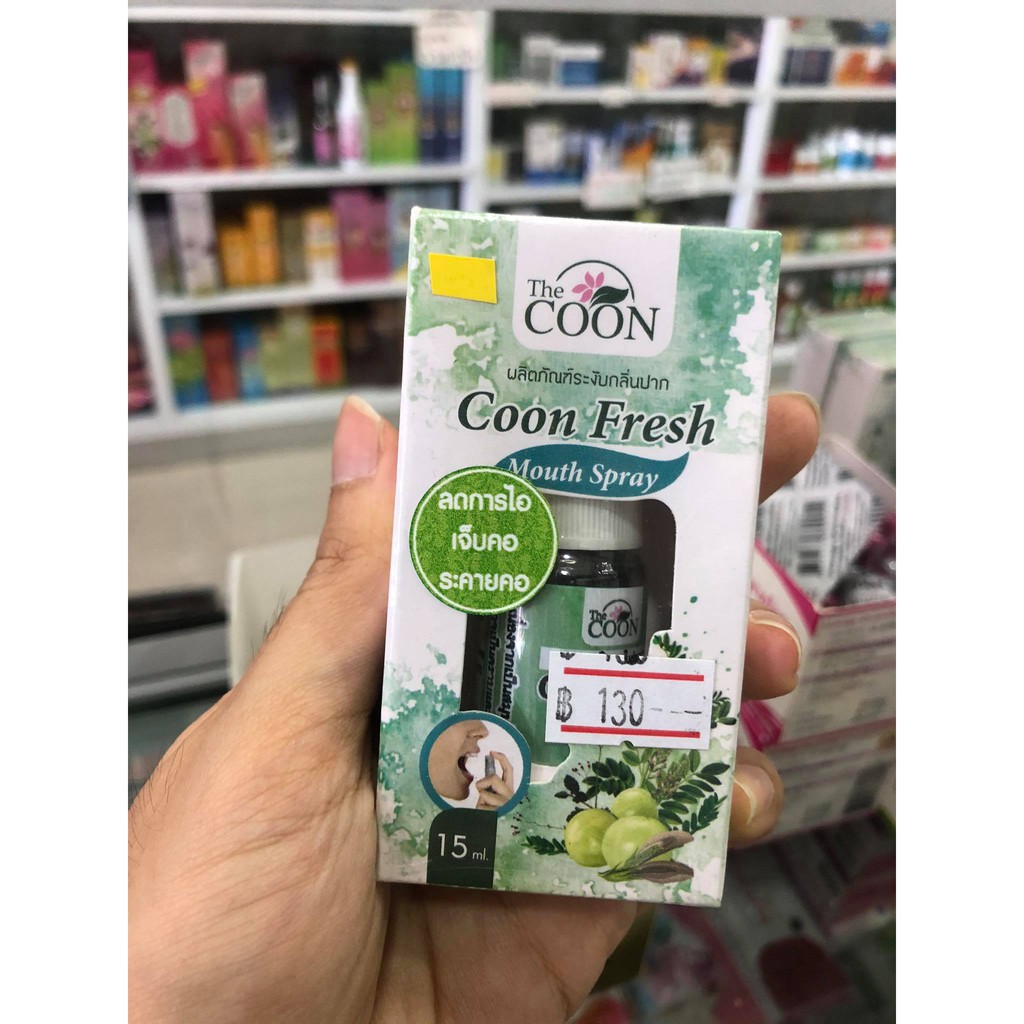 The
COON
ผลิตภัณฑ์ระงับกลิ่นปาก
Coon Fresh
Mouth Spray
ลดการไอ
เจ็บคอ
ระคายคอ
The
COON
฿ 130---
15 ml.